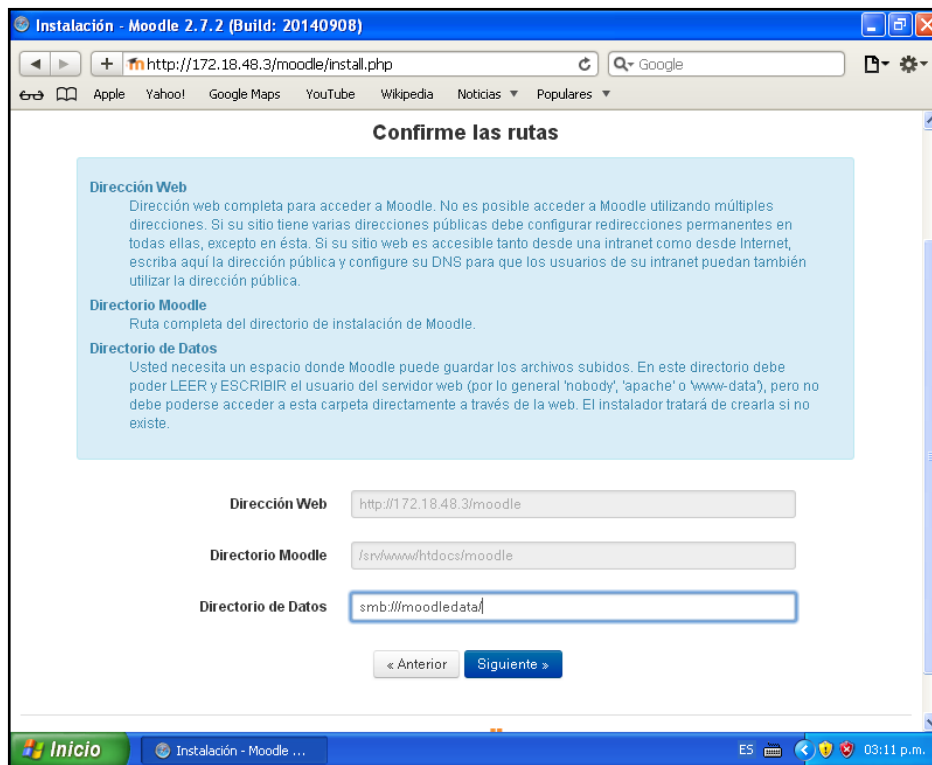 Instalación - Moodle 2.7.2 (Build: 20140908)
http://172.18.48.3/moodle/install.php
Google
Apple Yahoo! Google Maps YouTube Wikipedia Noticias Populares
Confirme las rutas
Dirección Web
Dirección web completa para acceder a Moodle. No es posible acceder a Moodle utilizando múltiples
direcciones. Si su sitio tiene varias direcciones públicas debe configurar redirecciones permanentes en
todas ellas, excepto en ésta. Si su sitio web es accesible tanto desde una intranet como desde Internet,
escriba aquí la dirección pública y configure su DNS para que los usuarios de su intranet puedan también
utilizar la dirección pública.
Directorio Moodle
Ruta completa del directorio de instalación de Moodle.
Directorio de Datos
Usted necesita un espacio donde Moodle puede guardar los archivos subidos. En este directorio debe
poder LEER y ESCRIBIR el usuario del servidor web (por lo general 'nobody', 'apache' o 'www-data'), pero no
debe poderse acceder a esta carpeta directamente a través de la web. El instalador tratará de crearla si no
existe.
Dirección Web http://172.18.48.3/moodle
Directorio Moodle /srv/www/htdocs/moodle
Directorio de Datos smb:///moodledata/
« Anterior Siguiente »
Inicio Instalación - Moodle ... ES 03:11 p.m.